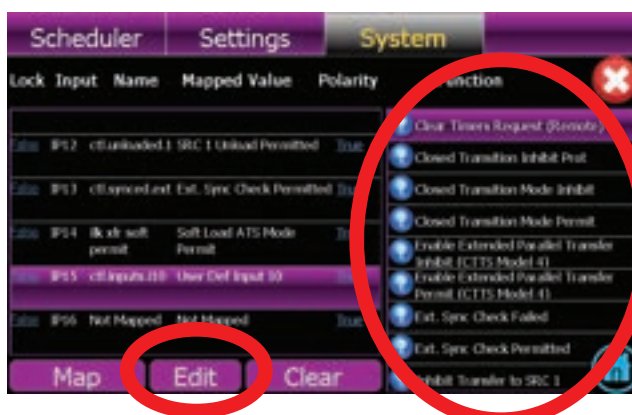 Scheduler Settings System
Lock Input Name Mapped Value Polarity
Clear Timers Request (Remote)
False IP12 ctl.unloaded.1 SRC 1 Unload Permitted True
Closed Transition Inhibit Prot
False IP13 ctl.synced.ext Ext. Sync Check Permitted True
Closed Transition Mode Inhibit
False IP14 ilk xfr soft permit Soft Load ATS Mode Permit
Closed Transition Mode Permit
Enable Extended Parallel Transfer Inhibit (CTTS Model 4)
False IP15 ctl.inputs.i10 User Def Input 10
Enable Extended Parallel Transfer Permit (CTTS Model 4)
False IP16 Not Mapped Not Mapped True
Ext. Sync Check Failed
Ext. Sync Check Permitted
Inhibit Transfer to SRC 1
Map Edit Clear